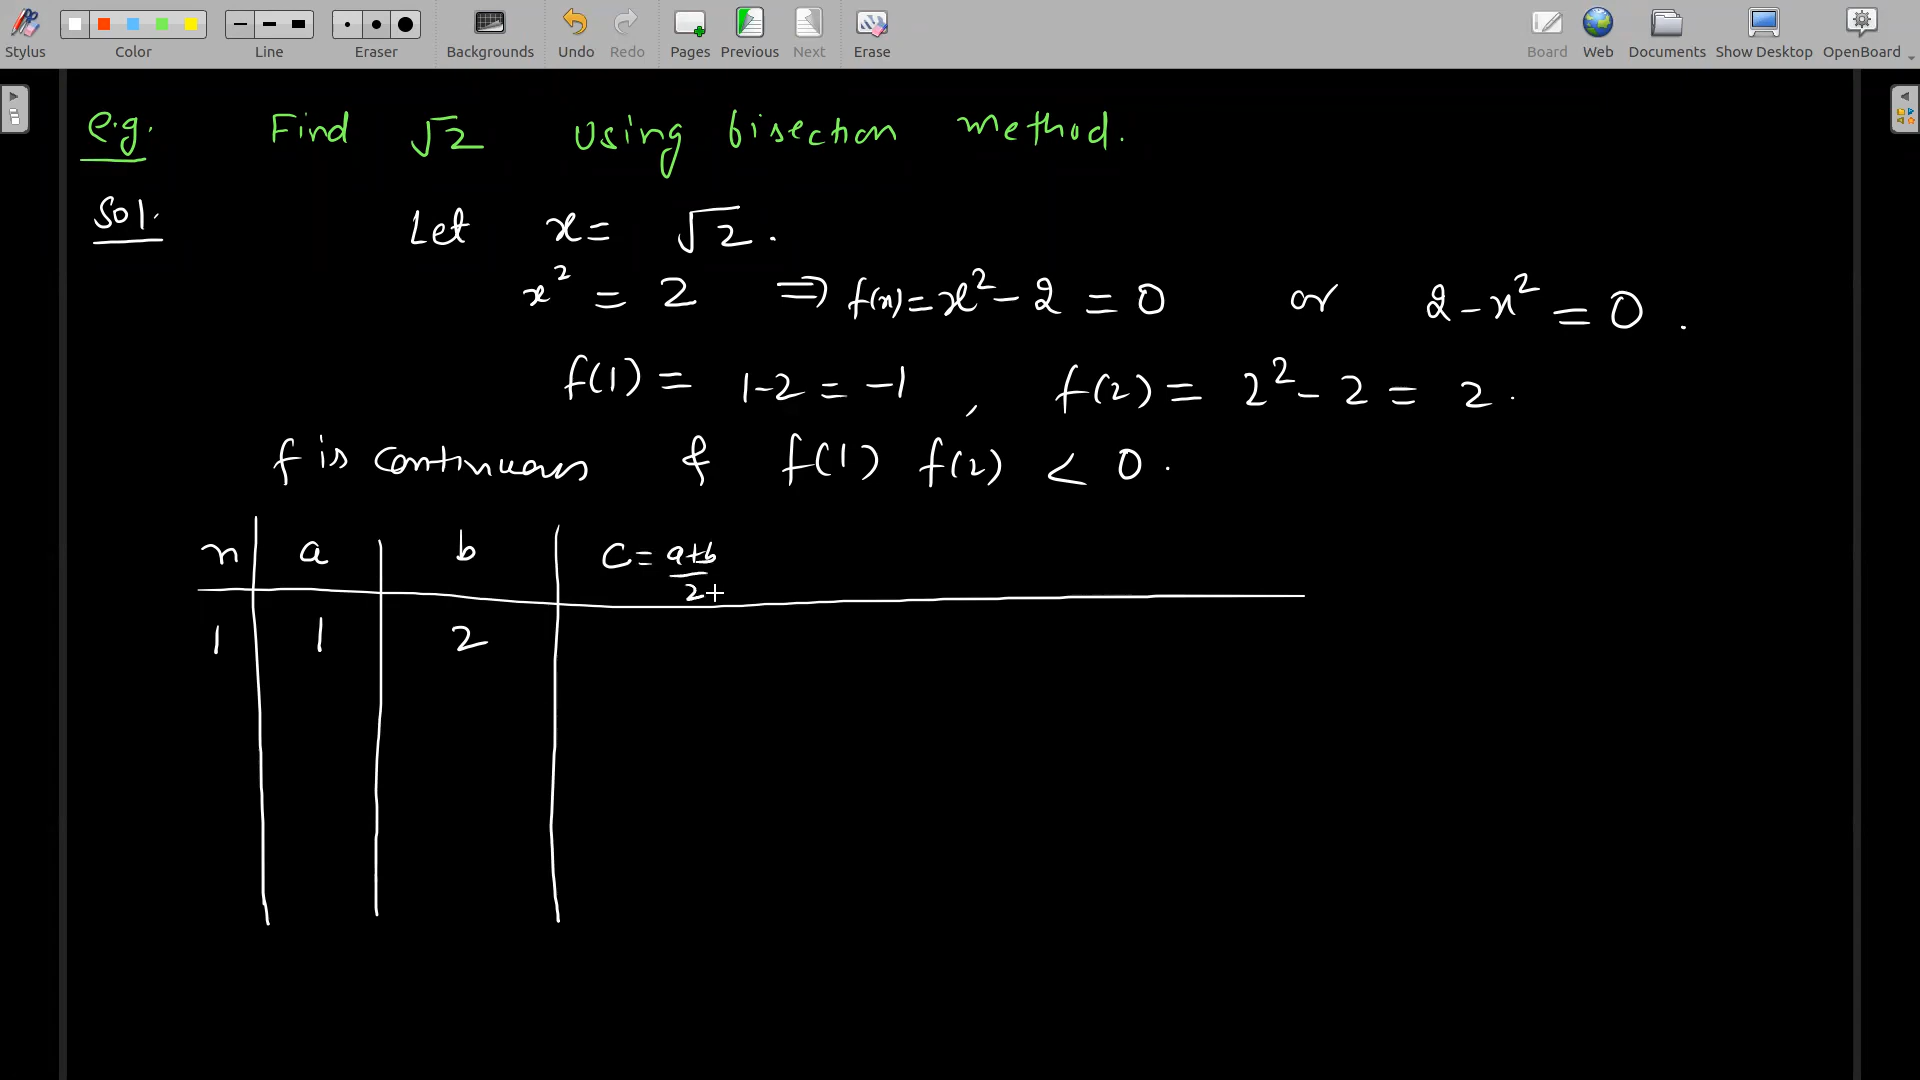 Stylus Color Line Eraser Backgrounds Undo Redo Pages Previous Next Erase Board Web Documents Show Desktop OpenBoard
e.g. Find √2 using bisection method.
Sol. Let x = √2.
x² = 2 ⇒ f(x) = x² - 2 = 0 or 2 - x² = 0.
f(1) = 1-2 = -1, f(2) = 2² - 2 = 2.
f is continuous & f(1) f(2) < 0.
n a b C = a+b/2
1 1 2